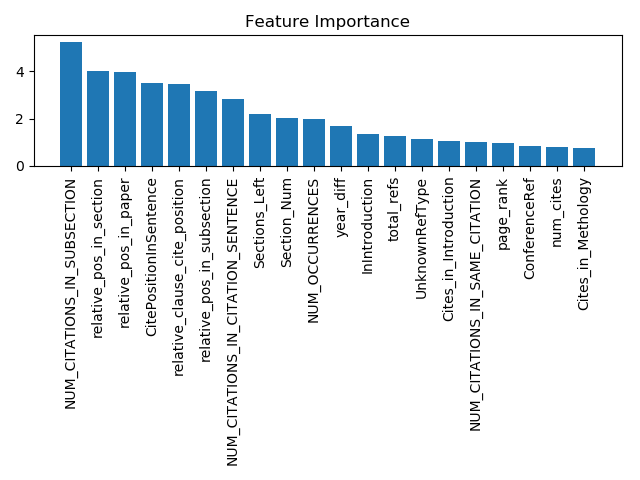 Feature Importance
4
2
0
NUM_CITATIONS_IN_SUBSECTION
relative_pos_in_section
relative_pos_in_paper
CitePositionInSentence
relative_clause_cite_position
relative_pos_in_subsection
NUM_CITATIONS_IN_CITATION_SENTENCE
Sections_Left
Section_Num
NUM_OCCURRENCES
year_diff
InIntroduction
total_refs
UnknownRefType
Cites_in_Introduction
NUM_CITATIONS_IN_SAME_CITATION
page_rank
ConferenceRef
num_cites
Cites_in_Methology